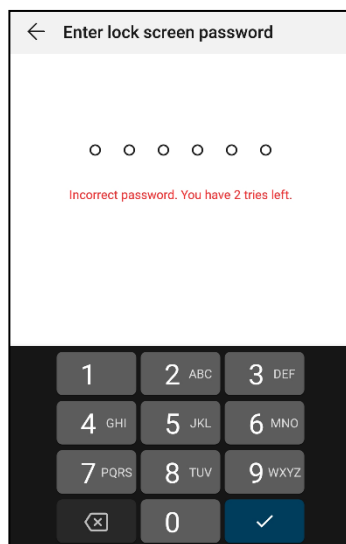 Enter lock screen password
Incorrect password. You have 2 tries left.
1 2 ABC 3 DEF
4 GHI 5 JKL 6 MNO
7 PQRS 8 TUV 9 WXYZ
0